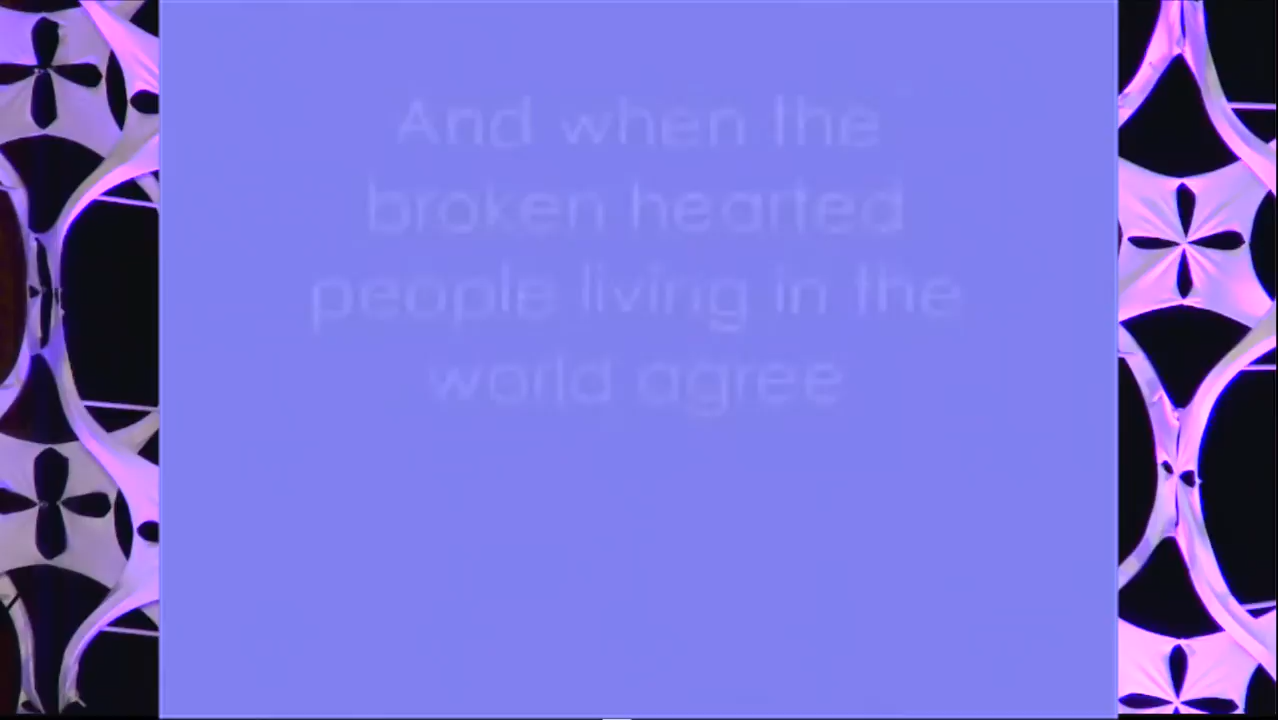 And when the
broken hearted
people living in the
world agree